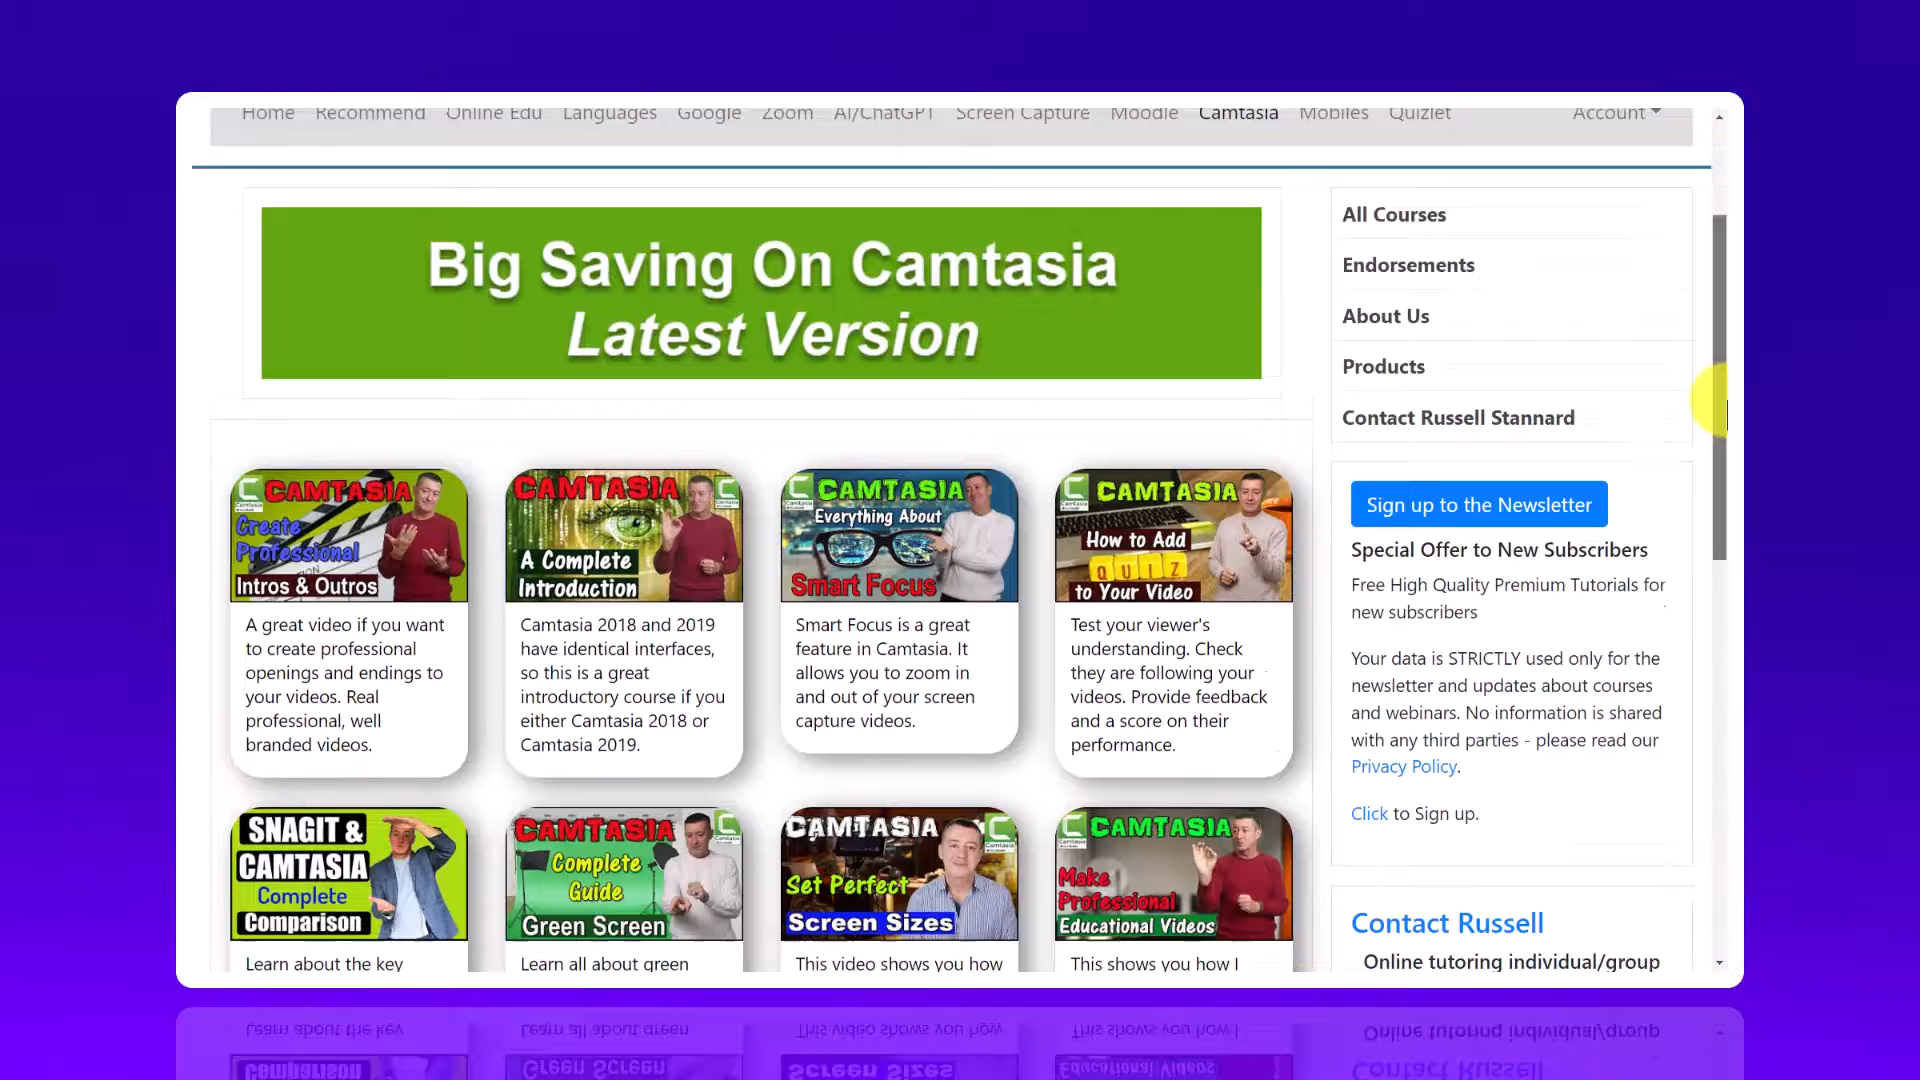 Home Recommend Online Edu Languages Google Zoom AI/ChatGPT Screen Capture Moodle Camtasia Mobiles Quizlet Account
Big Saving On Camtasia
Latest Version
All Courses
Endorsements
About Us
Products
Contact Russell Stannard
CAMTASIA
Create
Professional
Intros & Outros
A great video if you want
to create professional
openings and endings to
your videos. Real
professional, well
branded videos.
CAMTASIA
A Complete
Introduction
Camtasia 2018 and 2019
have identical interfaces,
so this is a great
introductory course if you
either Camtasia 2018 or
Camtasia 2019.
CAMTASIA
Everything About
Smart Focus
Smart Focus is a great
feature in Camtasia. It
allows you to zoom in
and out of your screen
capture videos.
CAMTASIA
How to Add
QUIZ
to Your Video
Test your viewer's
understanding. Check
they are following your
videos. Provide feedback
and a score on their
performance.
Sign up to the Newsletter
Special Offer to New Subscribers
Free High Quality Premium Tutorials for
new subscribers
Your data is STRICTLY used only for the
newsletter and updates about courses
and webinars. No information is shared
with any third parties - please read our
Privacy Policy.
Click to Sign up.
SNAGIT &
CAMTASIA
Complete
Comparison
Learn about the key
CAMTASIA
Complete
Guide
Green Screen
Learn all about green
CAMTASIA
Set Perfect
Screen Sizes
This video shows you how
CAMTASIA
Make
Professional
Educational Videos
This shows you how I
Contact Russell
Online tutoring individual/group